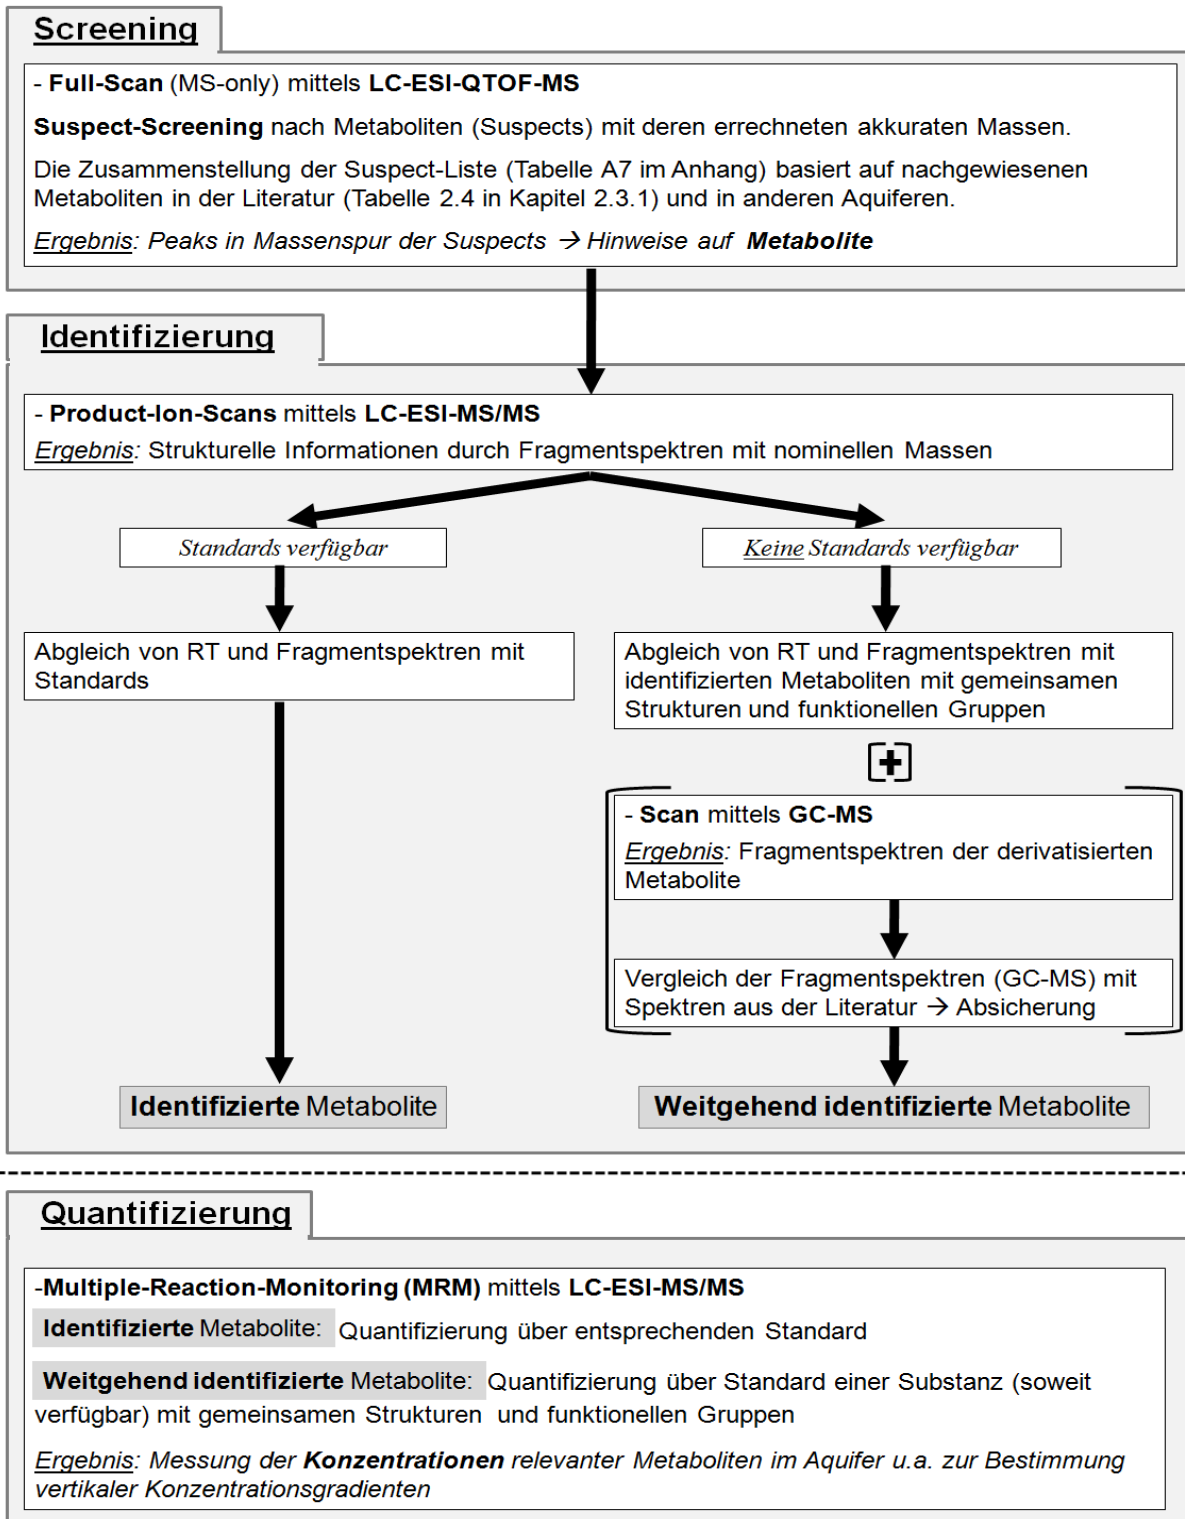 Screening
- Full-Scan (MS-only) mittels LC-ESI-QTOF-MS
Suspect-Screening nach Metaboliten (Suspects) mit deren errechneten akkuraten Massen.
Die Zusammenstellung der Suspect-Liste (Tabelle A7 im Anhang) basiert auf nachgewiesenen
Metaboliten in der Literatur (Tabelle 2.4 in Kapitel 2.3.1) und in anderen Aquiferen.
Ergebnis: Peaks in Massenspur der Suspects → Hinweise auf Metabolite
Identifizierung
- Product-Ion-Scans mittels LC-ESI-MS/MS
Ergebnis: Strukturelle Informationen durch Fragmentspektren mit nominellen Massen
Standards verfügbar
Abgleich von RT und Fragmentspektren mit
Standards
Identifizierte Metabolite
Keine Standards verfügbar
Abgleich von RT und Fragmentspektren mit
identifizierten Metaboliten mit gemeinsamen
Strukturen und funktionellen Gruppen
[+]
- Scan mittels GC-MS
Ergebnis: Fragmentspektren der derivatisierten
Metabolite
Vergleich der Fragmentspektren (GC-MS) mit
Spektren aus der Literatur → Absicherung
Weitgehend identifizierte Metabolite
Quantifizierung
-Multiple-Reaction-Monitoring (MRM) mittels LC-ESI-MS/MS
Identifizierte Metabolite: Quantifizierung über entsprechenden Standard
Weitgehend identifizierte Metabolite: Quantifizierung über Standard einer Substanz (soweit
verfügbar) mit gemeinsamen Strukturen und funktionellen Gruppen
Ergebnis: Messung der Konzentrationen relevanter Metaboliten im Aquifer u.a. zur Bestimmung
vertikaler Konzentrationsgradienten